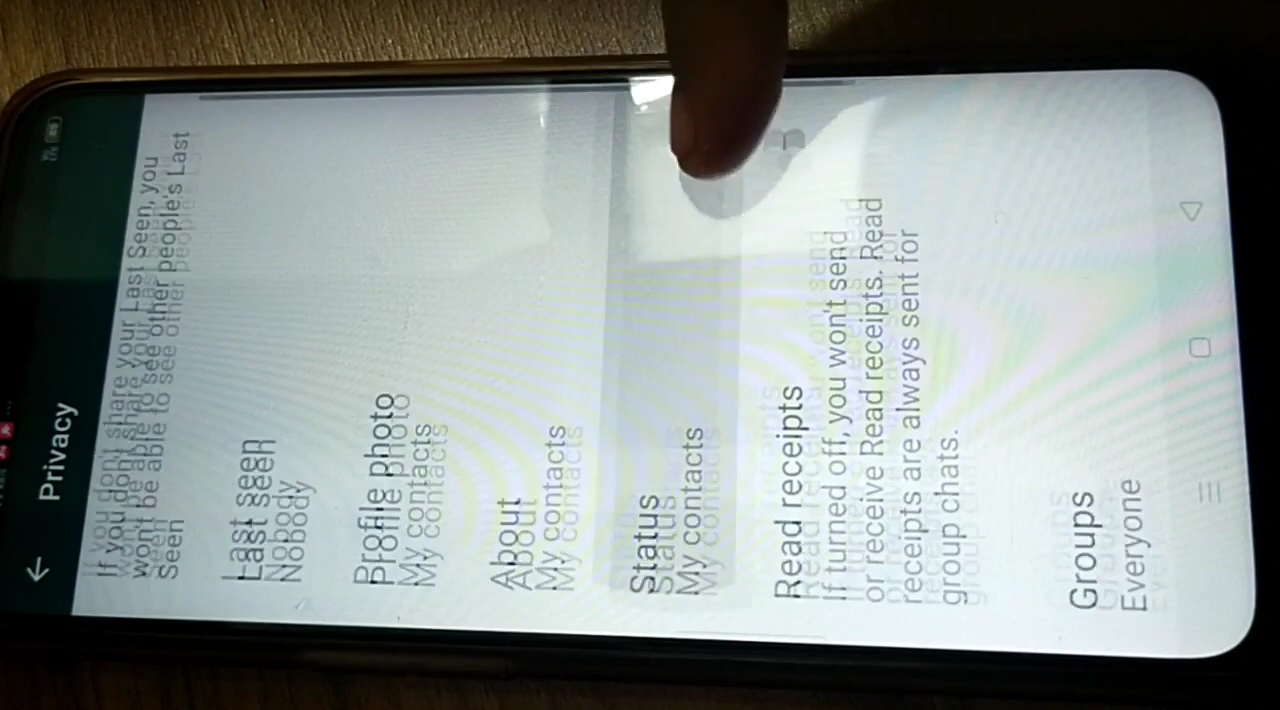 Privacy
If you don't share your Last Seen, you
won't be able to see other people's Last
Seen
Last seen
Nobody
Profile photo
My contacts
About
My contacts
Status
My contacts
Read receipts
If turned off, you won't send
or receive Read receipts. Read
receipts are always sent for
group chats.
Groups
Everyone